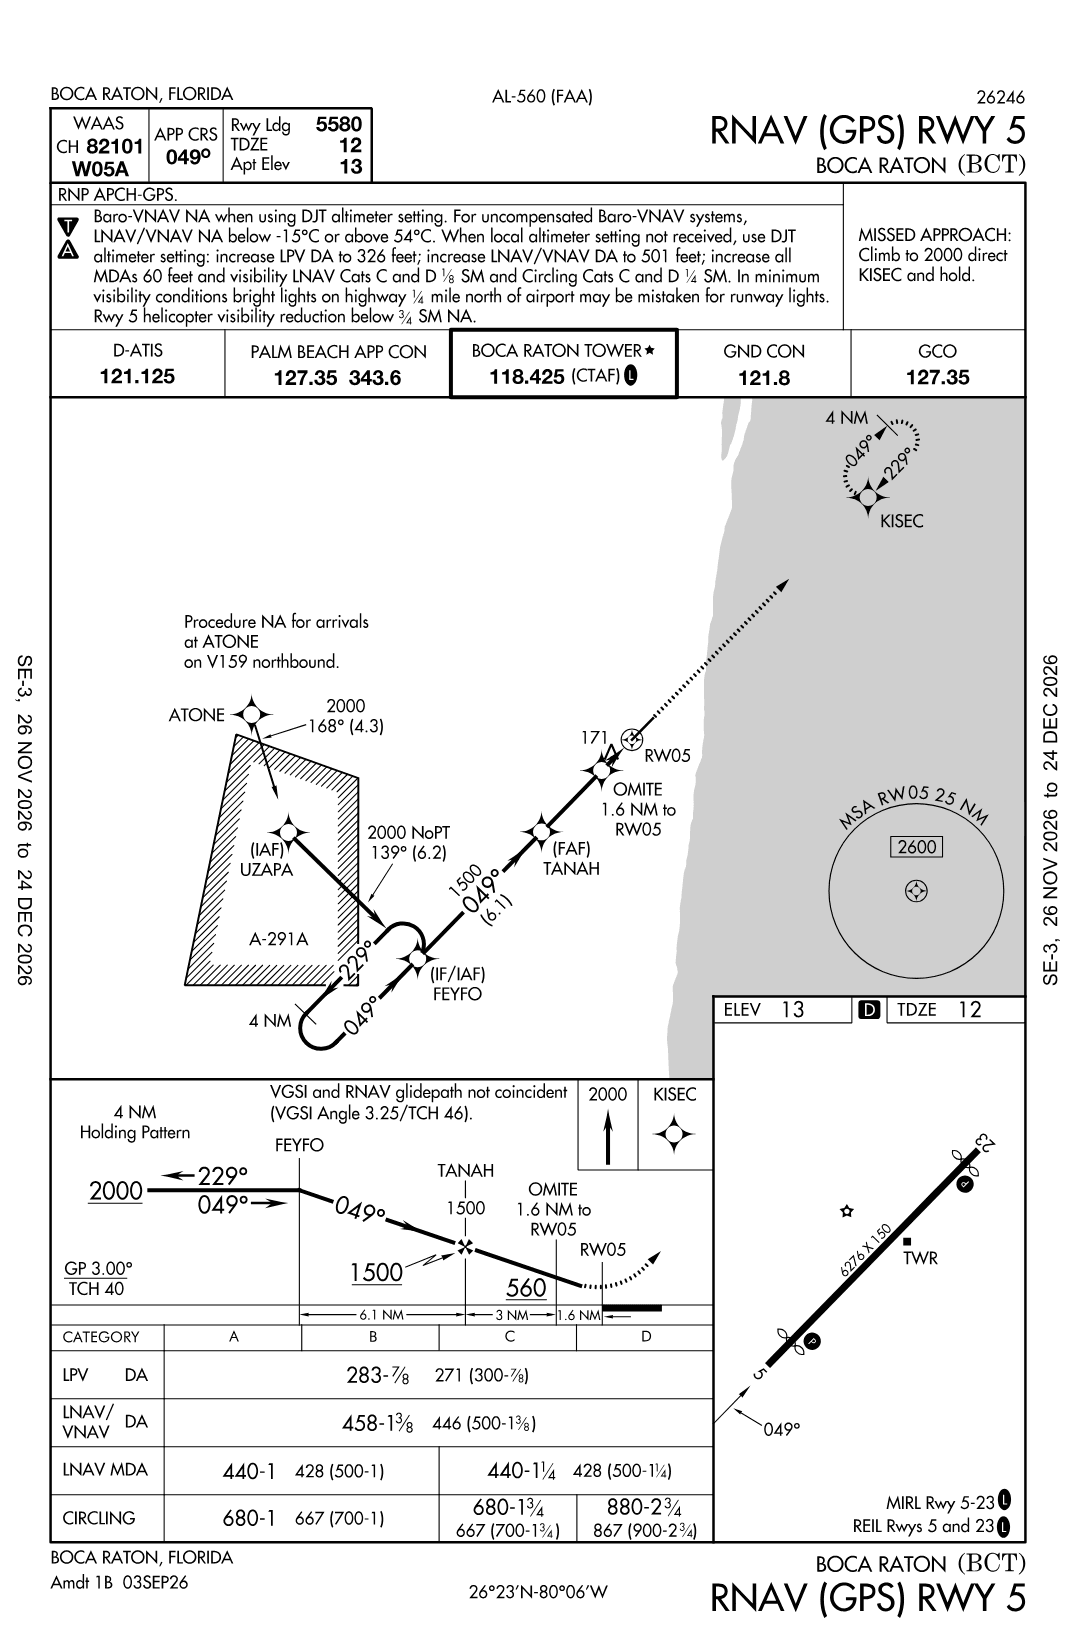 BOCA RATON, FLORIDA
AL-560 (FAA)
26246
WAAS
CH 82101
W05A
APP CRS
049°
Rwy Ldg 5580
TDZE 12
Apt Elev 13
RNAV (GPS) RWY 5
BOCA RATON (BCT)
RNP APCH-GPS.
T
A
Baro-VNAV NA when using DJT altimeter setting. For uncompensated Baro-VNAV systems,
LNAV/VNAV NA below -15°C or above 54°C. When local altimeter setting not received, use DJT
altimeter setting: increase LPV DA to 326 feet; increase LNAV/VNAV DA to 501 feet; increase all
MDAs 60 feet and visibility LNAV Cats C and D ⅛ SM and Circling Cats C and D ¼ SM. In minimum
visibility conditions bright lights on highway ¼ mile north of airport may be mistaken for runway lights.
Rwy 5 helicopter visibility reduction below ¾ SM NA.
MISSED APPROACH:
Climb to 2000 direct
KISEC and hold.
D-ATIS
121.125
PALM BEACH APP CON
127.35 343.6
BOCA RATON TOWER★
118.425 (CTAF) L
GND CON
121.8
GCO
127.35
4 NM
049°
229°
KISEC
Procedure NA for arrivals
at ATONE
on V159 northbound.
ATONE
2000
168° (4.3)
171
RW05
OMITE
1.6 NM to
RW05
(IAF)
UZAPA
2000 NoPT
139° (6.2)
(FAF)
TANAH
1500
049°
(6.1)
A-291A
229°
049°
4 NM
(IF/IAF)
FEYFO
MSA RW05 25 NM
2600
SE-3, 26 NOV 2026 to 24 DEC 2026
SE-3, 26 NOV 2026 to 24 DEC 2026
ELEV 13
D
TDZE 12
23
P
6276 X 150
TWR
P
5
049°
MIRL Rwy 5-23 L
REIL Rwys 5 and 23 L
VGSI and RNAV glidepath not coincident
(VGSI Angle 3.25/TCH 46).
2000
KISEC
4 NM
Holding Pattern
FEYFO
TANAH
1500
OMITE
1.6 NM to
RW05
RW05
2000
229°
049°
049°
1500
560
GP 3.00°
TCH 40
6.1 NM
3 NM
1.6 NM
CATEGORY A B C D
LPV DA 283-⅞ 271 (300-⅞)
LNAV/
VNAV DA 458-1⅜ 446 (500-1⅜)
LNAV MDA 440-1 428 (500-1) 440-1¼ 428 (500-1¼)
CIRCLING 680-1 667 (700-1)
680-1¾
667 (700-1¾)
880-2¾
867 (900-2¾)
BOCA RATON, FLORIDA
Amdt 1B 03SEP26
26°23'N-80°06'W
BOCA RATON (BCT)
RNAV (GPS) RWY 5